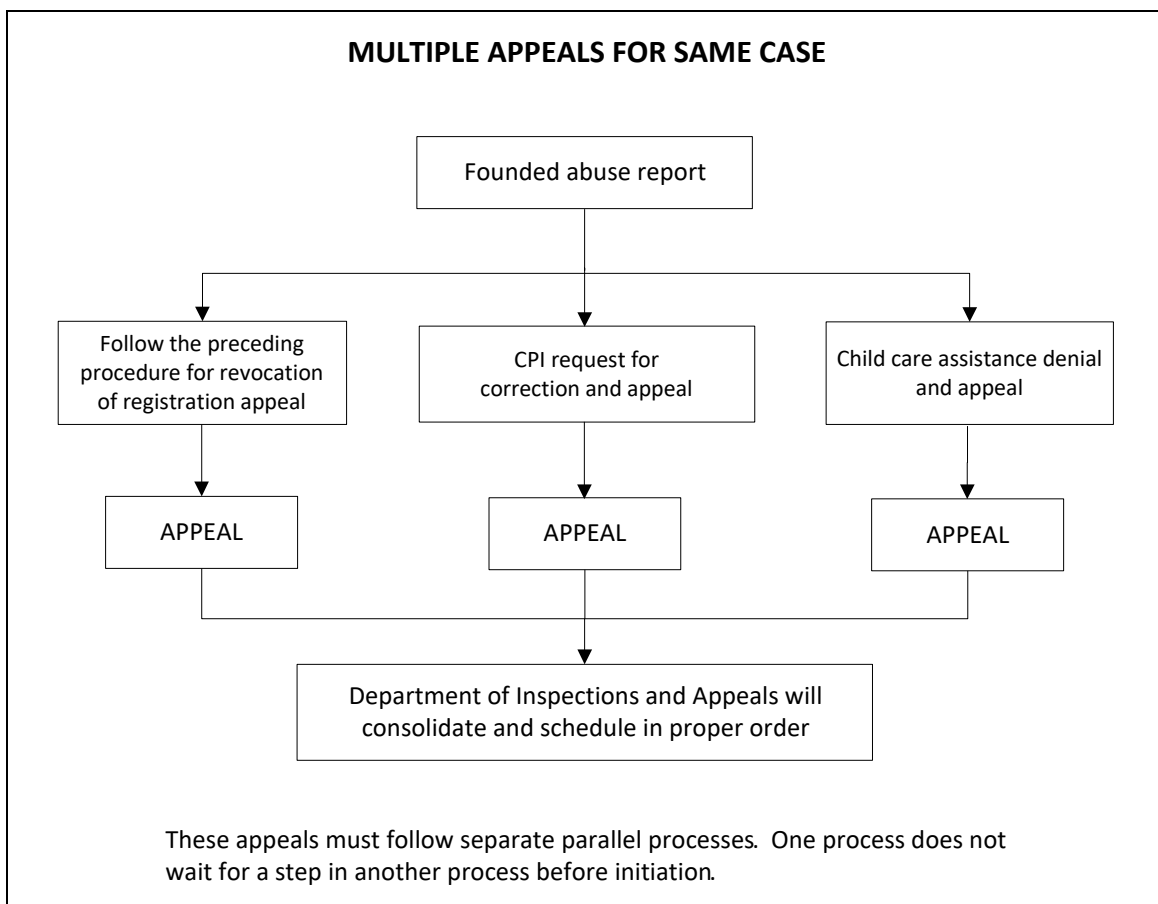 MULTIPLE APPEALS FOR SAME CASE
Founded abuse report
Follow the preceding
procedure for revocation
of registration appeal
CPI request for
correction and appeal
Child care assistance denial
and appeal
APPEAL
APPEAL
APPEAL
Department of Inspections and Appeals will
consolidate and schedule in proper order
These appeals must follow separate parallel processes.  One process does not
wait for a step in another process before initiation.